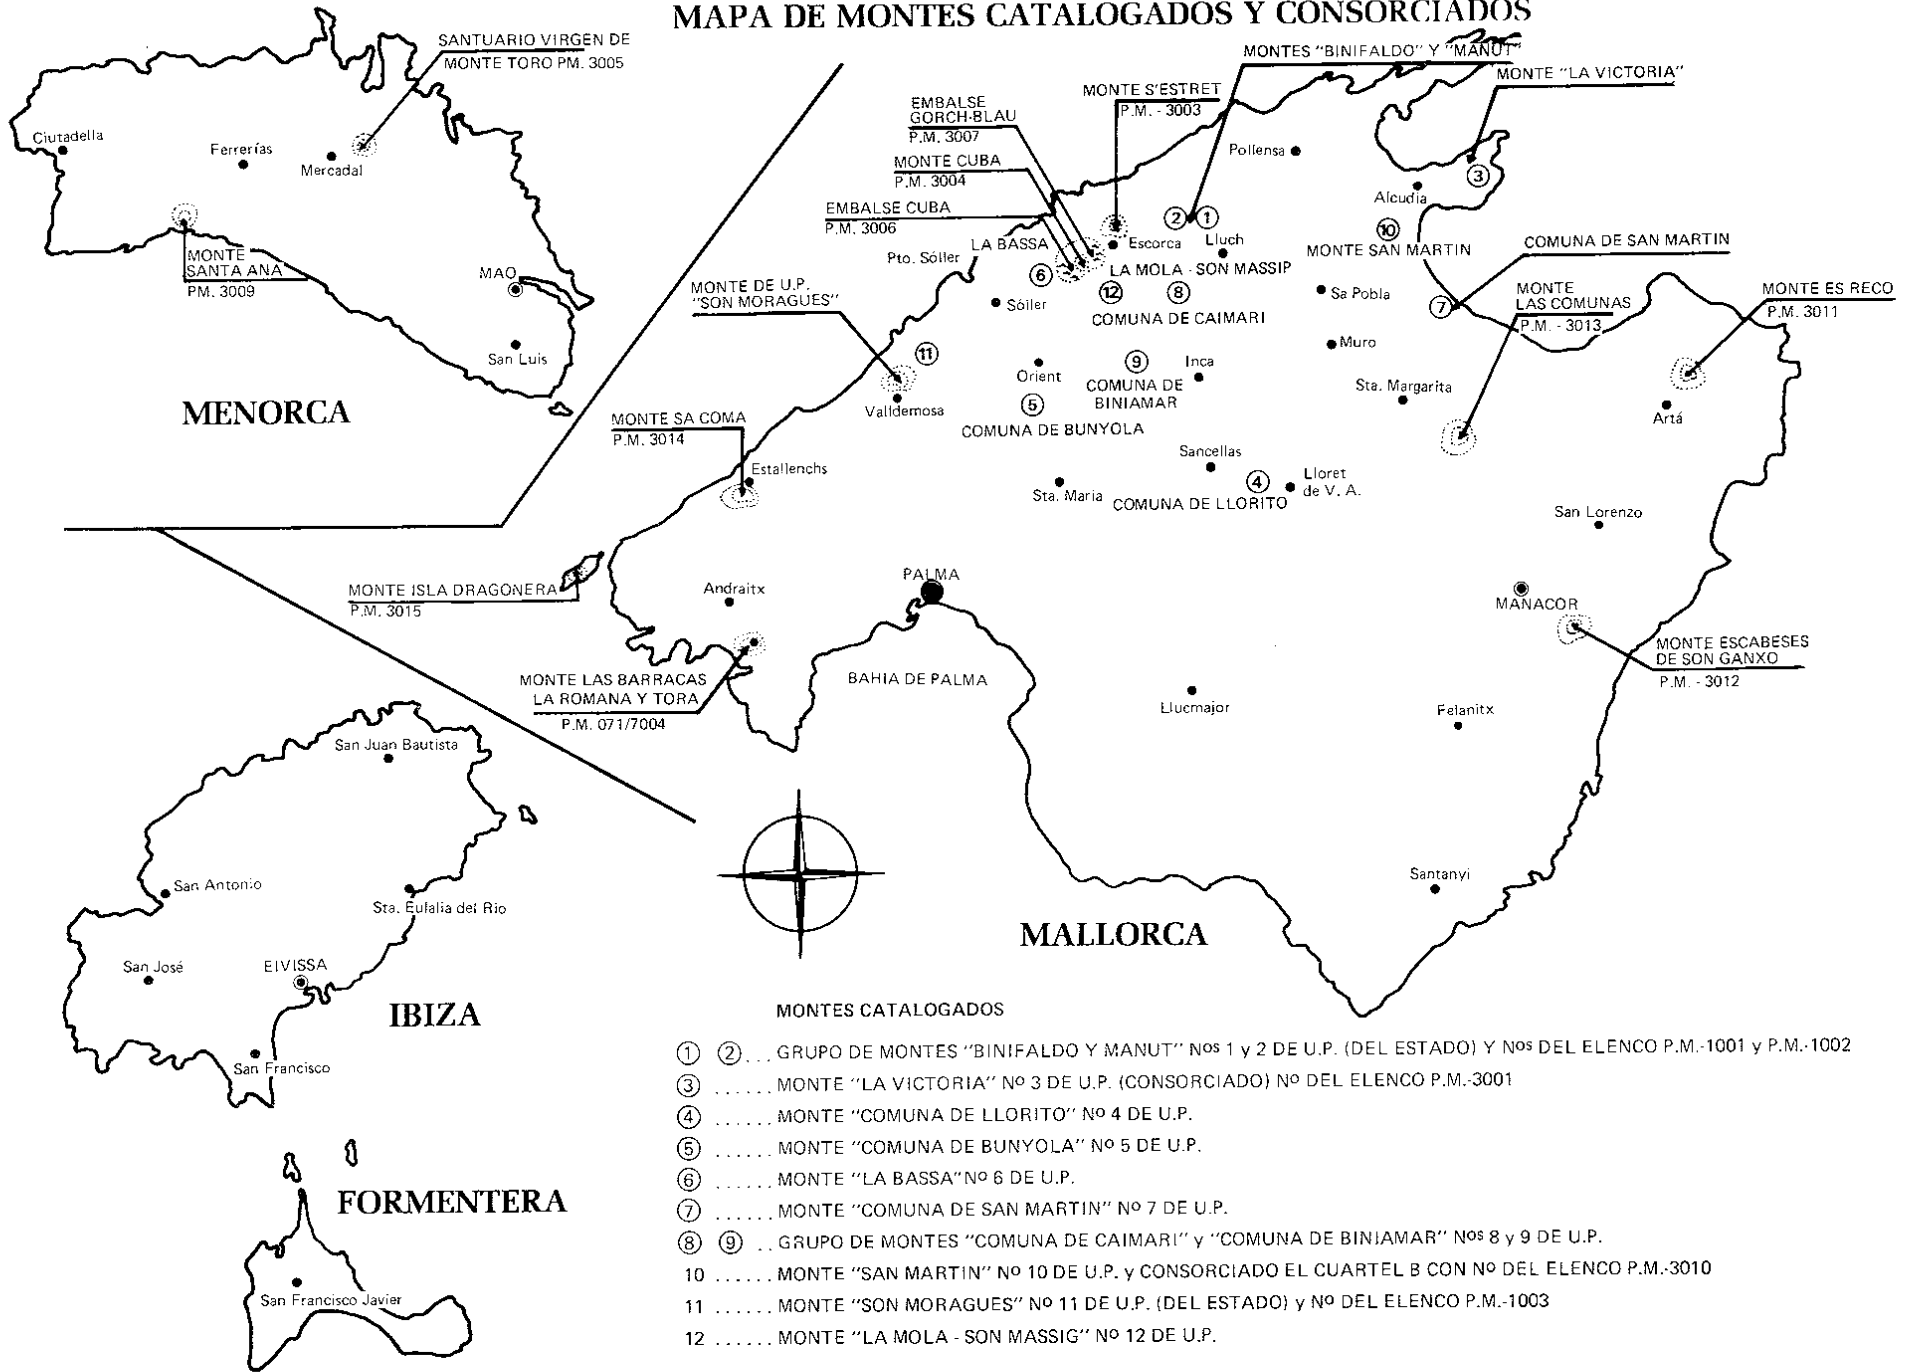 MAPA DE MONTES CATALOGADOS Y CONSORCIADOS
SANTUARIO VIRGEN DE
MONTE TORO PM. 3005
Ciutadella
Ferrerías
Mercadal
MONTE
SANTA ANA
PM. 3009
MAO
San Luis
MENORCA
MONTES "BINIFALDO" Y "MANUT"
MONTE "LA VICTORIA"
MONTE S'ESTRET
P.M. - 3003
EMBALSE
GORCH-BLAU
P.M. 3007
MONTE CUBA
P.M. 3004
EMBALSE CUBA
P.M. 3006
Pollensa
3
Alcudia
10
MONTE SAN MARTIN
2 1
Escorca
Lluch
LA BASSA
Pto. Sóller
6
LA MOLA - SON MASSIP
12
8
COMUNA DE CAIMARI
Sóller
Sa Pobla
COMUNA DE SAN MARTIN
7
MONTE
LAS COMUNAS
P.M. - 3013
MONTE ES RECO
P.M. 3011
MONTE DE U.P.
"SON MORAGUES"
11
Valldemosa
Orient
9
COMUNA DE
BINIAMAR
Inca
Muro
Sta. Margarita
Artá
5
COMUNA DE BUNYOLA
MONTE SA COMA
P.M. 3014
Estallenchs
Sancellas
Sta. Maria
4
COMUNA DE LLORITO
Lloret
de V. A.
San Lorenzo
MONTE ISLA DRAGONERA
P.M. 3015
Andraitx
PALMA
MANACOR
MONTE ESCABESES
DE SON GANXO
P.M. - 3012
MONTE LAS BARRACAS
LA ROMANA Y TORA
P.M. 071/7004
BAHIA DE PALMA
Llucmajor
Felanitx
Santanyi
MALLORCA
San Juan Bautista
San Antonio
Sta. Eulalia del Rio
San José
EIVISSA
IBIZA
San Francisco
FORMENTERA
San Francisco Javier
MONTES CATALOGADOS
1 2 ... GRUPO DE MONTES "BINIFALDO Y MANUT" Nos 1 y 2 DE U.P. (DEL ESTADO) Y Nos DEL ELENCO P.M.-1001 y P.M.-1002
3 ...... MONTE "LA VICTORIA" Nº 3 DE U.P. (CONSORCIADO) Nº DEL ELENCO P.M.-3001
4 ...... MONTE "COMUNA DE LLORITO" Nº 4 DE U.P.
5 ...... MONTE "COMUNA DE BUNYOLA" Nº 5 DE U.P.
6 ...... MONTE "LA BASSA" Nº 6 DE U.P.
7 ...... MONTE "COMUNA DE SAN MARTIN" Nº 7 DE U.P.
8 9 .. GRUPO DE MONTES "COMUNA DE CAIMARI" y "COMUNA DE BINIAMAR" Nos 8 y 9 DE U.P.
10 ...... MONTE "SAN MARTIN" Nº 10 DE U.P. y CONSORCIADO EL CUARTEL B CON Nº DEL ELENCO P.M.-3010
11 ...... MONTE "SON MORAGUES" Nº 11 DE U.P. (DEL ESTADO) y Nº DEL ELENCO P.M.-1003
12 ...... MONTE "LA MOLA - SON MASSIG" Nº 12 DE U.P.